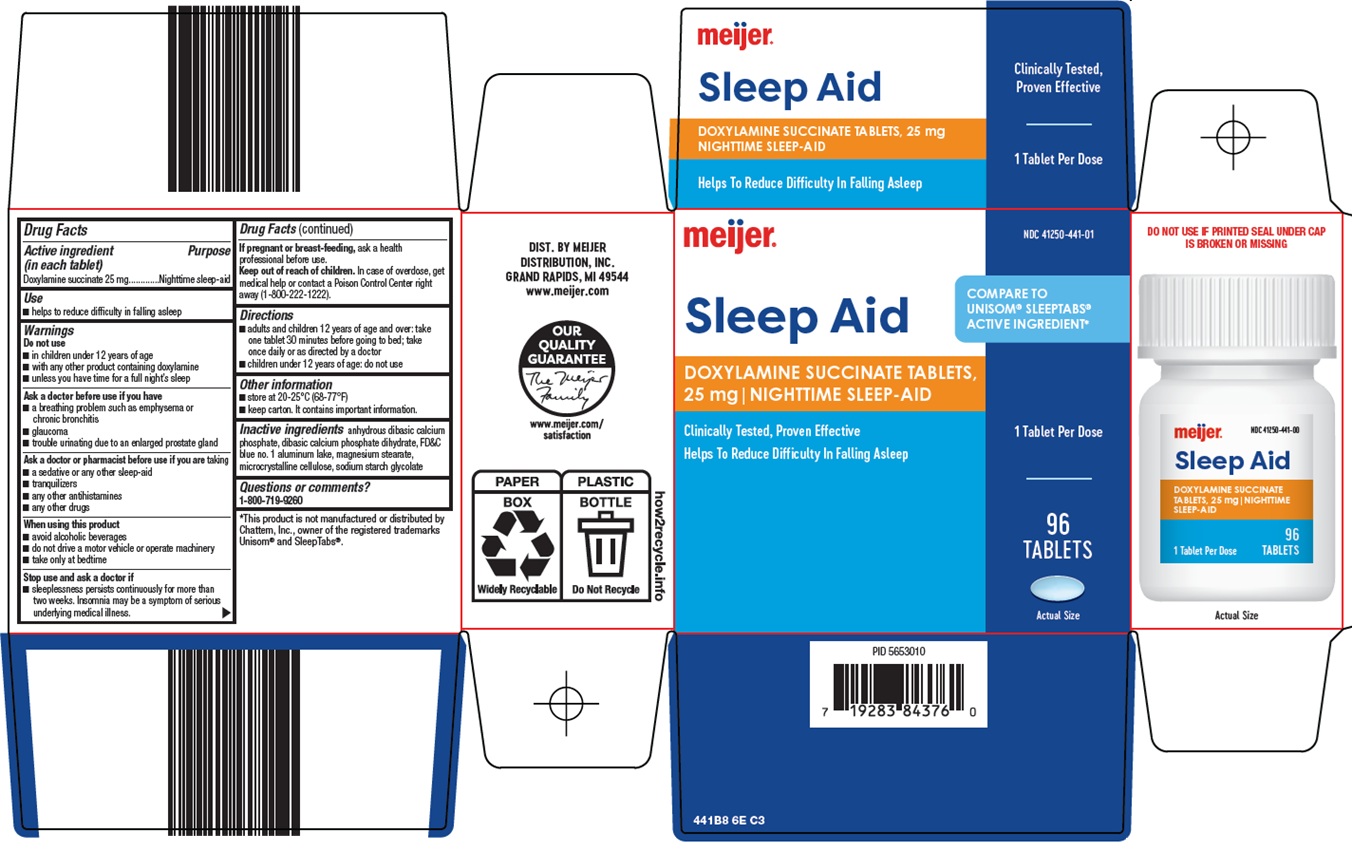 Drug Facts
Active ingredient Purpose
(in each tablet)
Doxylamine succinate 25 mg.............Nighttime sleep-aid
Use
■ helps to reduce difficulty in falling asleep
Warnings
Do not use
■ in children under 12 years of age
■ with any other product containing doxylamine
■ unless you have time for a full night's sleep
Ask a doctor before use if you have
■ a breathing problem such as emphysema or
chronic bronchitis
■ glaucoma
■ trouble urinating due to an enlarged prostate gland
Ask a doctor or pharmacist before use if you are taking
■ a sedative or any other sleep-aid
■ tranquilizers
■ any other antihistamines
■ any other drugs
When using this product
■ avoid alcoholic beverages
■ do not drive a motor vehicle or operate machinery
■ take only at bedtime
Stop use and ask a doctor if
■ sleeplessness persists continuously for more than
two weeks. Insomnia may be a symptom of serious
underlying medical illness.
Drug Facts (continued)
If pregnant or breast-feeding, ask a health
professional before use.
Keep out of reach of children. In case of overdose, get
medical help or contact a Poison Control Center right
away (1-800-222-1222).
Directions
■ adults and children 12 years of age and over: take
one tablet 30 minutes before going to bed; take
once daily or as directed by a doctor
■ children under 12 years of age: do not use
Other information
■ store at 20-25°C (68-77°F)
■ keep carton. It contains important information.
Inactive ingredients anhydrous dibasic calcium
phosphate, dibasic calcium phosphate dihydrate, FD&C
blue no. 1 aluminum lake, magnesium stearate,
microcrystalline cellulose, sodium starch glycolate
Questions or comments?
1-800-719-9260
*This product is not manufactured or distributed by
Chattem, Inc., owner of the registered trademarks
Unisom® and SleepTabs®.
DIST. BY MEIJER
DISTRIBUTION, INC.
GRAND RAPIDS, MI 49544
www.meijer.com
OUR
QUALITY
GUARANTEE
The Meijer
Family
www.meijer.com/
satisfaction
PAPER PLASTIC
BOX BOTTLE
Widely Recyclable Do Not Recycle
how2recycle.info
meijer®
Sleep Aid
DOXYLAMINE SUCCINATE TABLETS, 25 mg
NIGHTTIME SLEEP-AID
Helps To Reduce Difficulty In Falling Asleep
Clinically Tested,
Proven Effective
1 Tablet Per Dose
meijer®
NDC 41250-441-01
Sleep Aid
COMPARE TO
UNISOM® SLEEPTABS®
ACTIVE INGREDIENT*
DOXYLAMINE SUCCINATE TABLETS,
25 mg | NIGHTTIME SLEEP-AID
Clinically Tested, Proven Effective
Helps To Reduce Difficulty In Falling Asleep
1 Tablet Per Dose
96
TABLETS
Actual Size
PID 5653010
7 19283 84376 0
441B8 6E C3
DO NOT USE IF PRINTED SEAL UNDER CAP
IS BROKEN OR MISSING
meijer® NDC 41250-441-00
Sleep Aid
DOXYLAMINE SUCCINATE
TABLETS, 25 mg | NIGHTTIME
SLEEP-AID
1 Tablet Per Dose
96
TABLETS
Actual Size